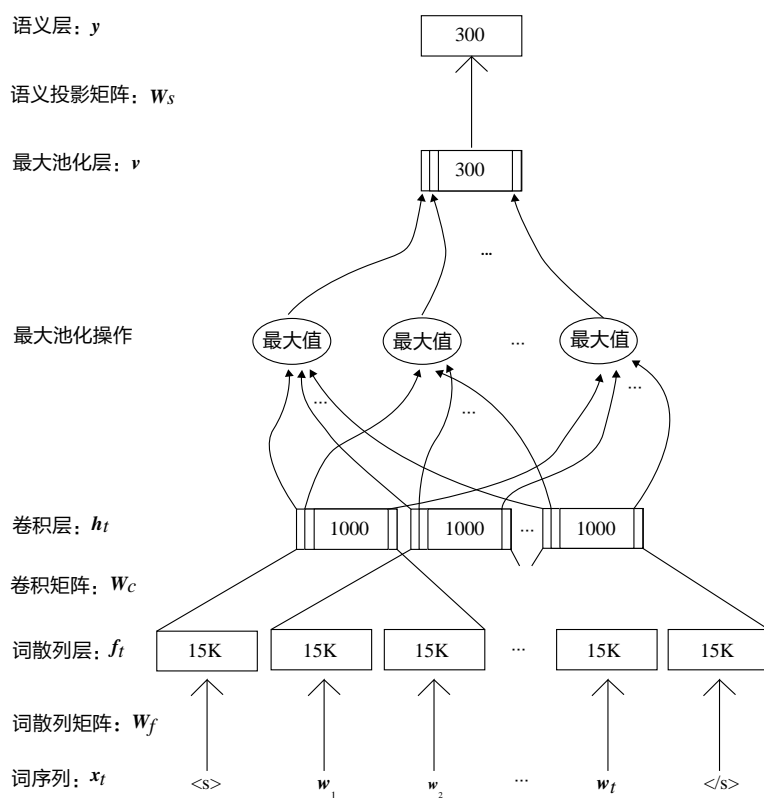 语义层：y 300
语义投影矩阵：Ws
最大池化层：v 300
...
最大池化操作 最大值 最大值 ... 最大值
... ... ...
卷积层：ht 1000 1000 ... 1000
卷积矩阵：Wc
词散列层：ft 15K 15K 15K ... 15K 15K
词散列矩阵：Wf
词序列：xt <s> w1 w2 ... wt </s>